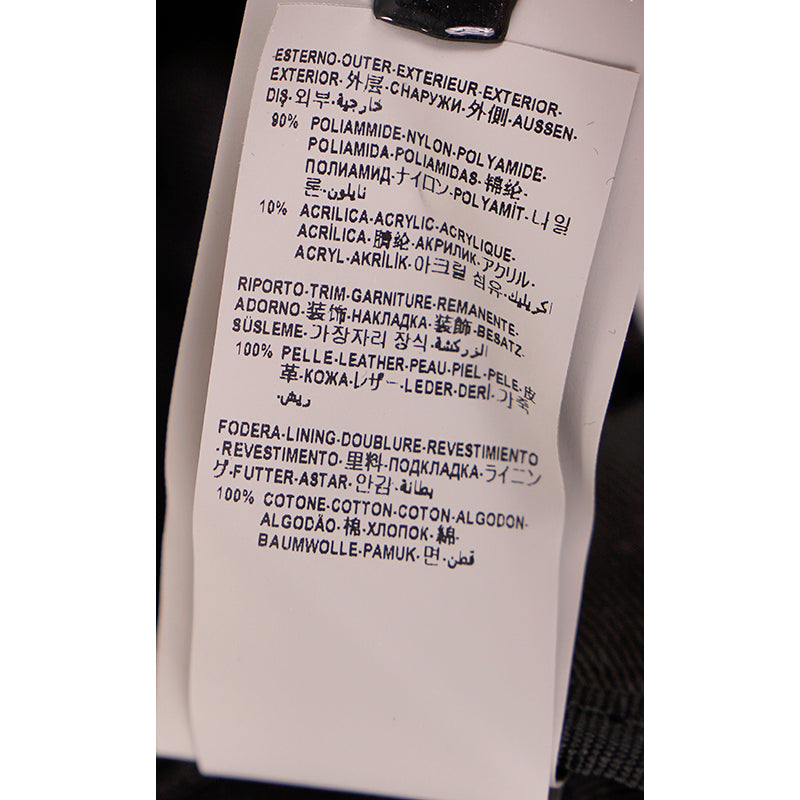 ESTERNO-OUTER-EXTERIEUR-EXTERIOR-
EXTERIOR-外层-СНАРУЖИ-外側-AUSSEN-
DIŞ-외부-خارجية-
90% POLIAMMIDE-NYLON-POLYAMIDE-
POLIAMIDA-POLIAMIDAS-锦纶-
ПОЛИАМИД-ナイロン-POLYAMİT-나일
론-نايلون-
10% ACRILICA-ACRYLIC-ACRYLIQUE-
ACRÍLICA-腈纶-АКРИЛИК-アクリル-
ACRYL-AKRİLİK-아크릴 섬유-اكريليك-
RIPORTO-TRIM-GARNITURE-REMANENTE-
ADORNO-装饰-НАКЛАДКА-装飾-BESATZ-
SÜSLEME-가장자리 장식-الزركشة-
100% PELLE-LEATHER-PEAU-PIEL-PELE-皮
革-КОЖА-レザー-LEDER-DERİ-가죽
-ريش-
FODERA-LINING-DOUBLURE-REVESTIMIENTO
-REVESTIMENTO-里料-ПОДКЛАДКА-ライニン
グ-FUTTER-ASTAR-안감-بطانة-
100% COTONE-COTTON-COTON-ALGODON-
ALGODÃO-棉-ХЛОПОК-綿-
BAUMWOLLE-PAMUK-면-قطن-